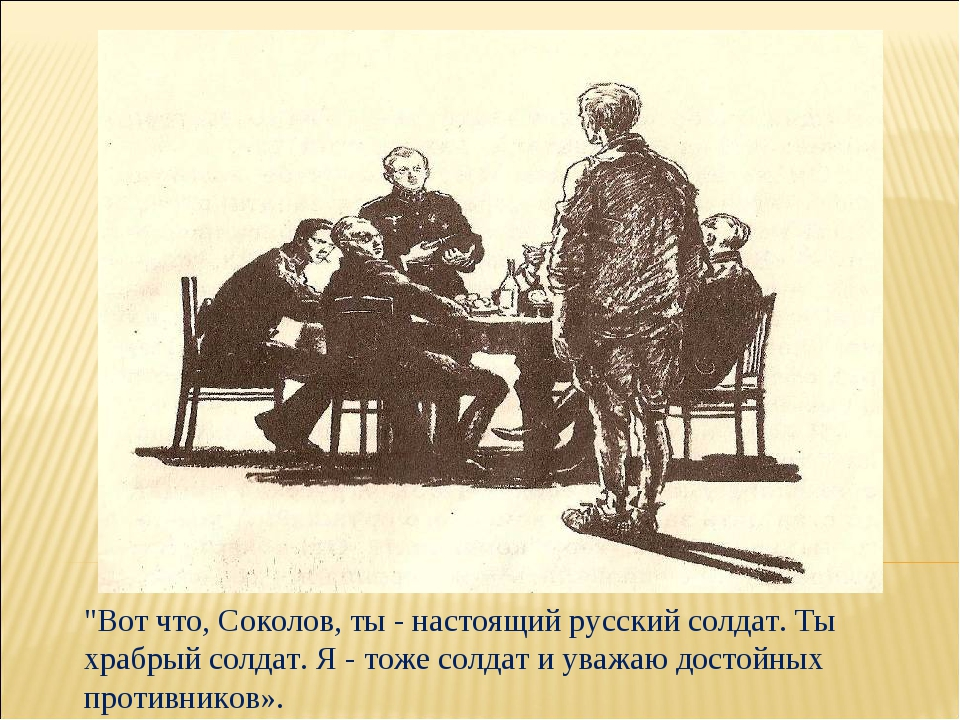 "Вот что, Соколов, ты - настоящий русский солдат. Ты
храбрый солдат. Я - тоже солдат и уважаю достойных
противников».